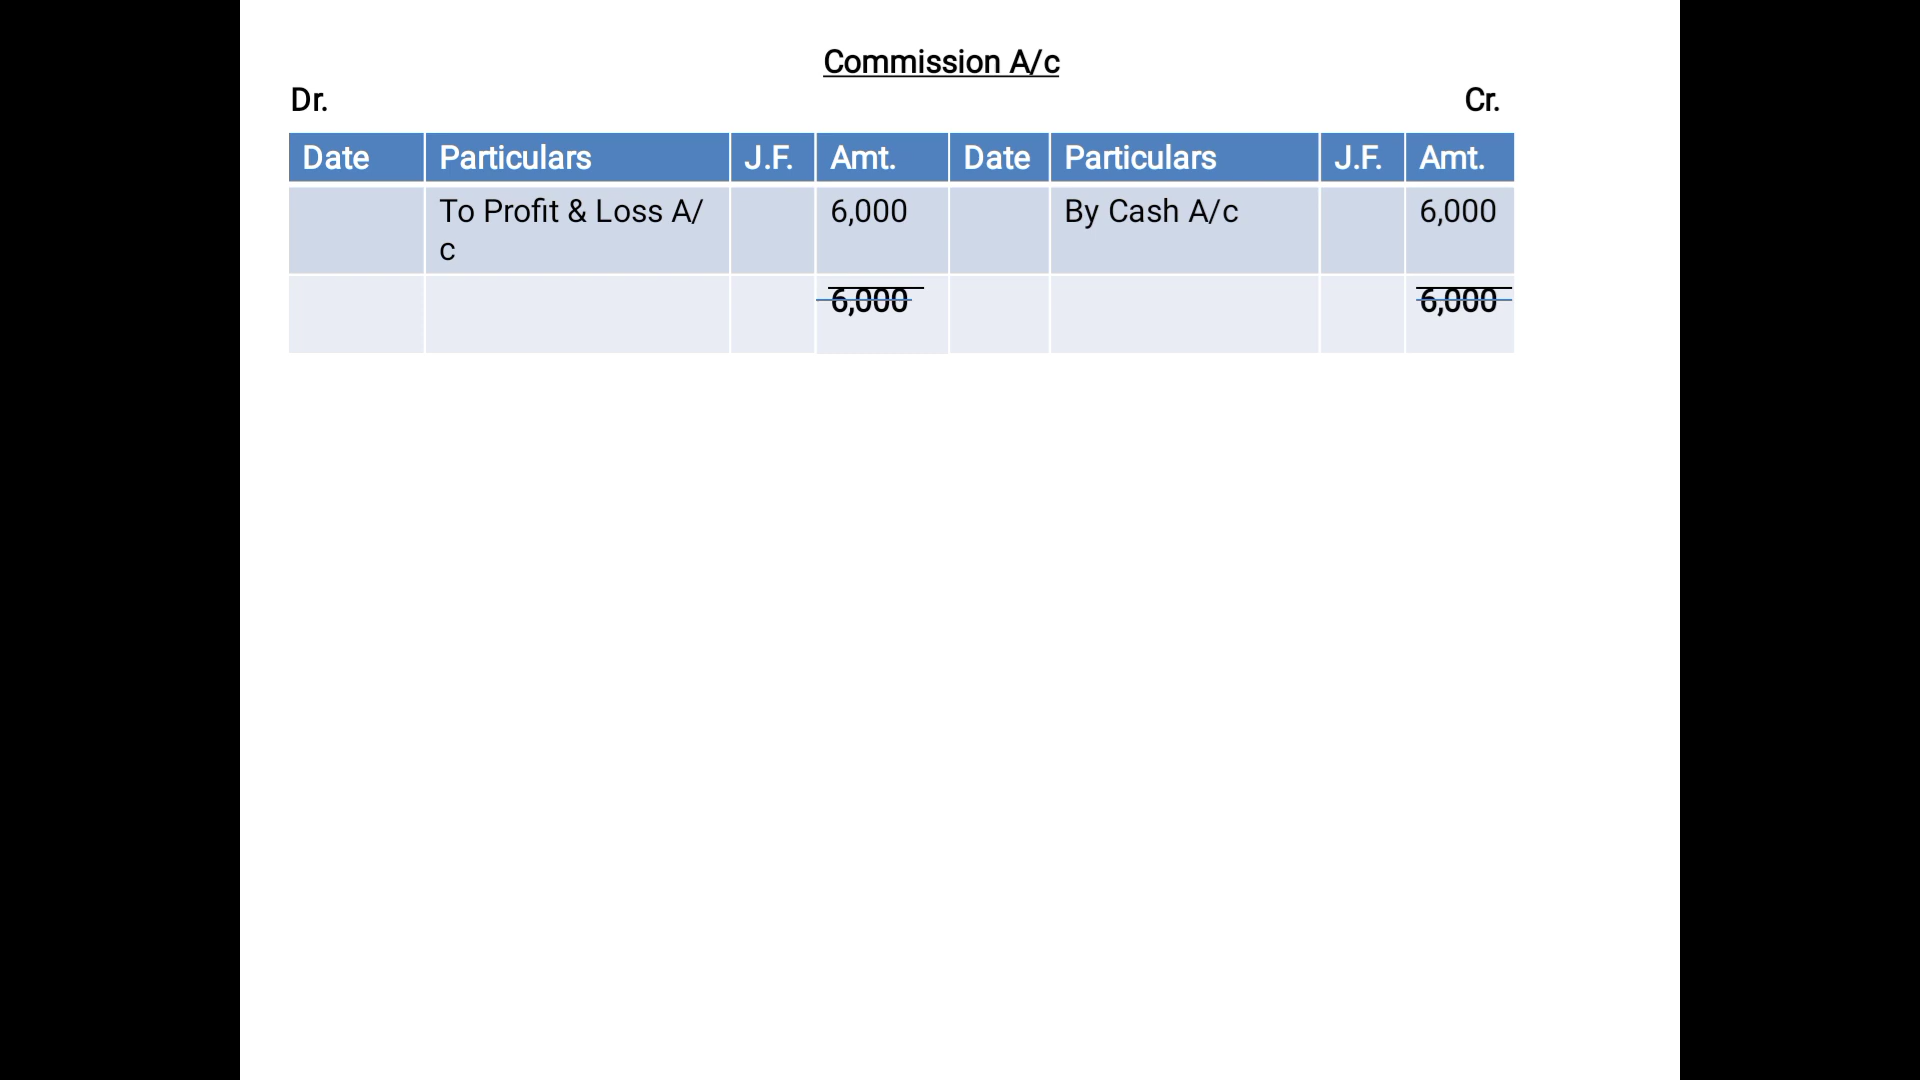 Commission A/c
Dr. Cr.
Date Particulars J.F. Amt. Date Particulars J.F. Amt.
To Profit & Loss A/ 6,000 By Cash A/c 6,000
c
6,000 6,000